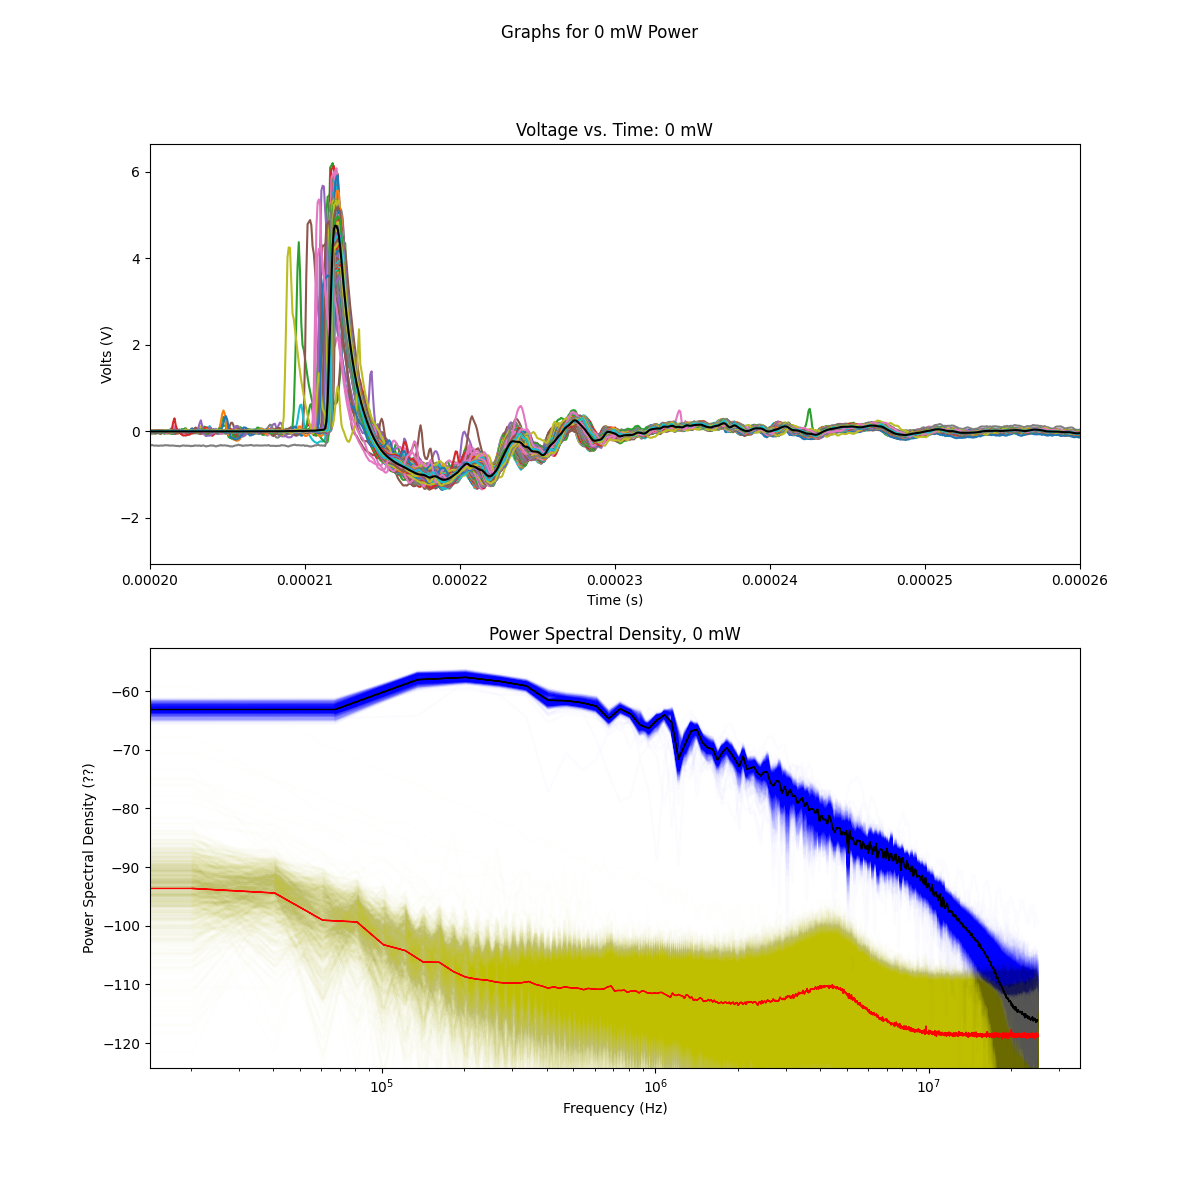 Graphs for 0 mW Power
Voltage vs. Time: 0 mW
6
4
2
0
−2
Volts (V)
0.00020 0.00021 0.00022 0.00023 0.00024 0.00025 0.00026
Time (s)
Power Spectral Density, 0 mW
−60
−70
−80
−90
−100
−110
−120
Power Spectral Density (??)
10⁵ 10⁶ 10⁷
Frequency (Hz)